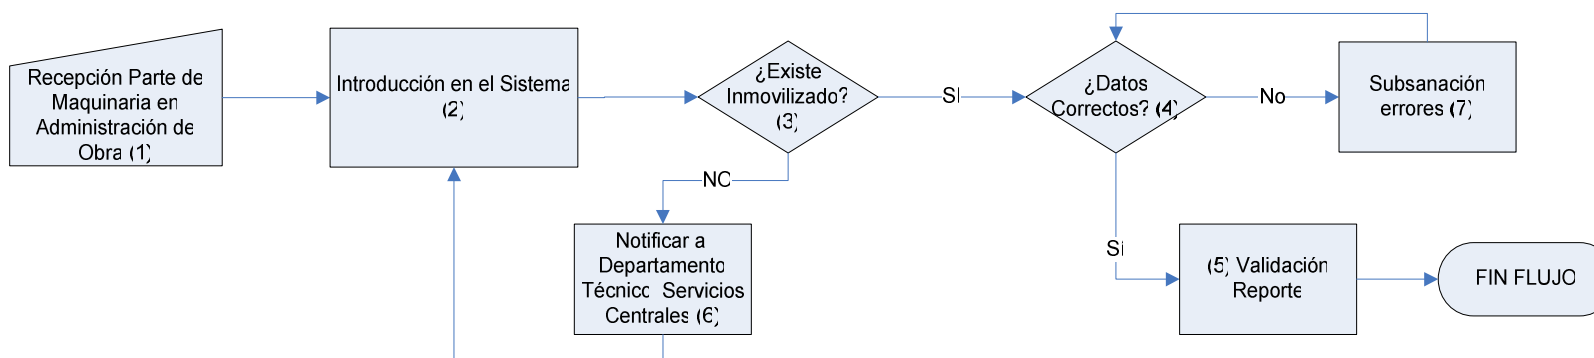 Recepción Parte de
Maquinaria en
Administración de
Obra (1)
Introducción en el Sistema
(2)
¿Existe
Inmovilizado?
(3)
SI
¿Datos
Correctos? (4)
No
Subsanación
errores (7)
NO
Notificar a
Departamento
Técnico Servicios
Centrales (6)
Si
(5) Validación
Reporte
FIN FLUJO